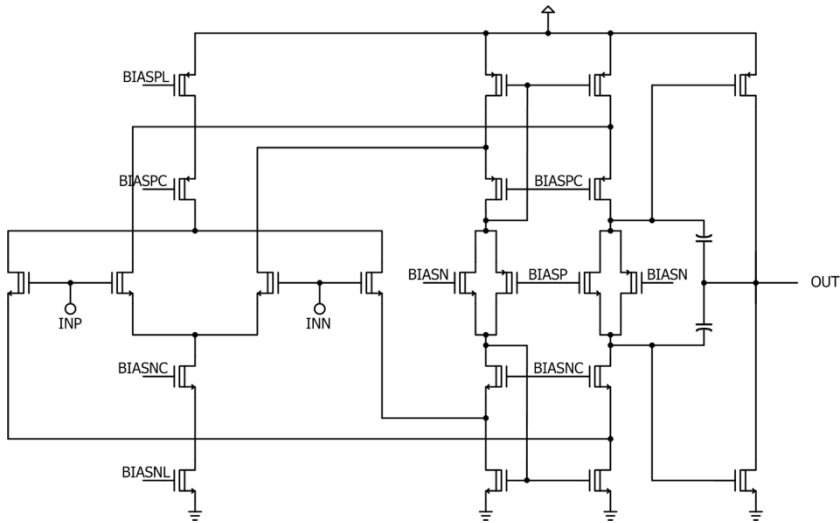 BIASPL
BIASPC
BIASPC
BIASN
BIASP
BIASN
OUT
INP
INN
BIASNC
BIASNC
BIASNL